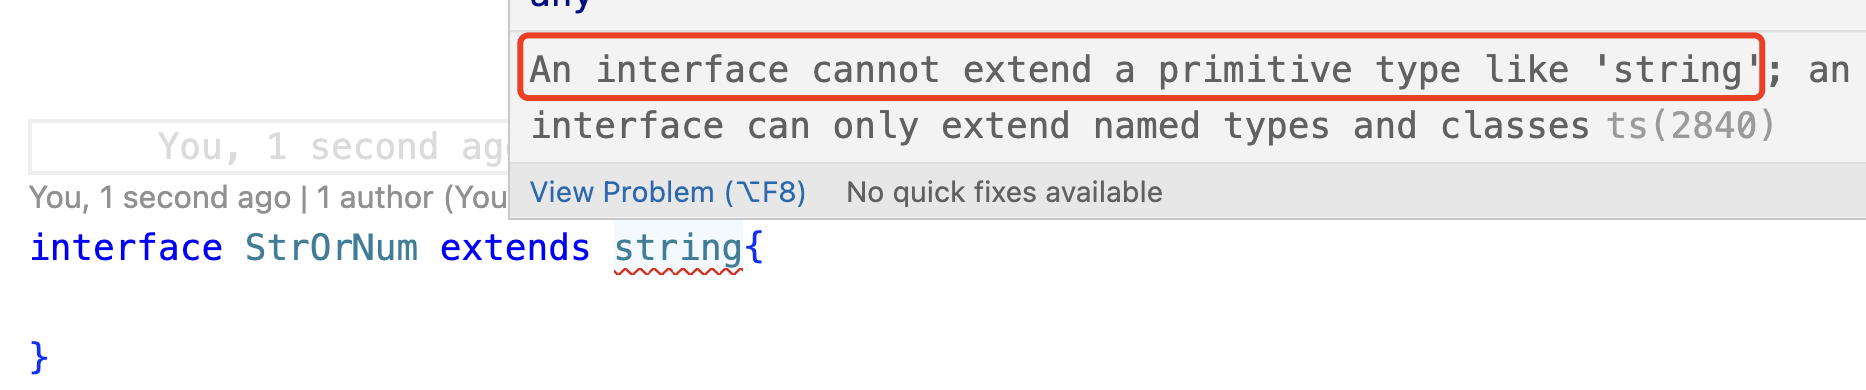 any
An interface cannot extend a primitive type like 'string'; an
interface can only extend named types and classes ts(2840)
View Problem (⌥F8) No quick fixes available
You, 1 second ago
You, 1 second ago | 1 author (You
interface StrOrNum extends string{
}